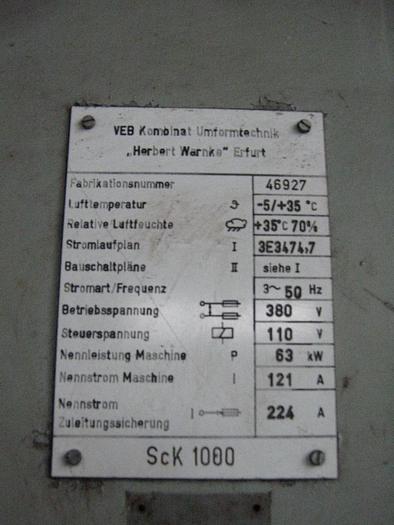 VEB Kombinat Umformtechnik
„Herbert Warnke" Erfurt
Fabrikationsnummer 46927
Lufttemperatur ϑ -5/+35 °C
Relative Luftfeuchte +35°C 70%
Stromlaufplan I 3E3474,7
Bauschaltpläne II siehe I
Stromart/Frequenz 3~ 50 Hz
Betriebsspannung 380 V
Steuerspannung 110 V
Nennleistung Maschine P 63 kW
Nennstrom Maschine I 121 A
Nennstrom
Zuleitungssicherung I 224 A
ScK 1000